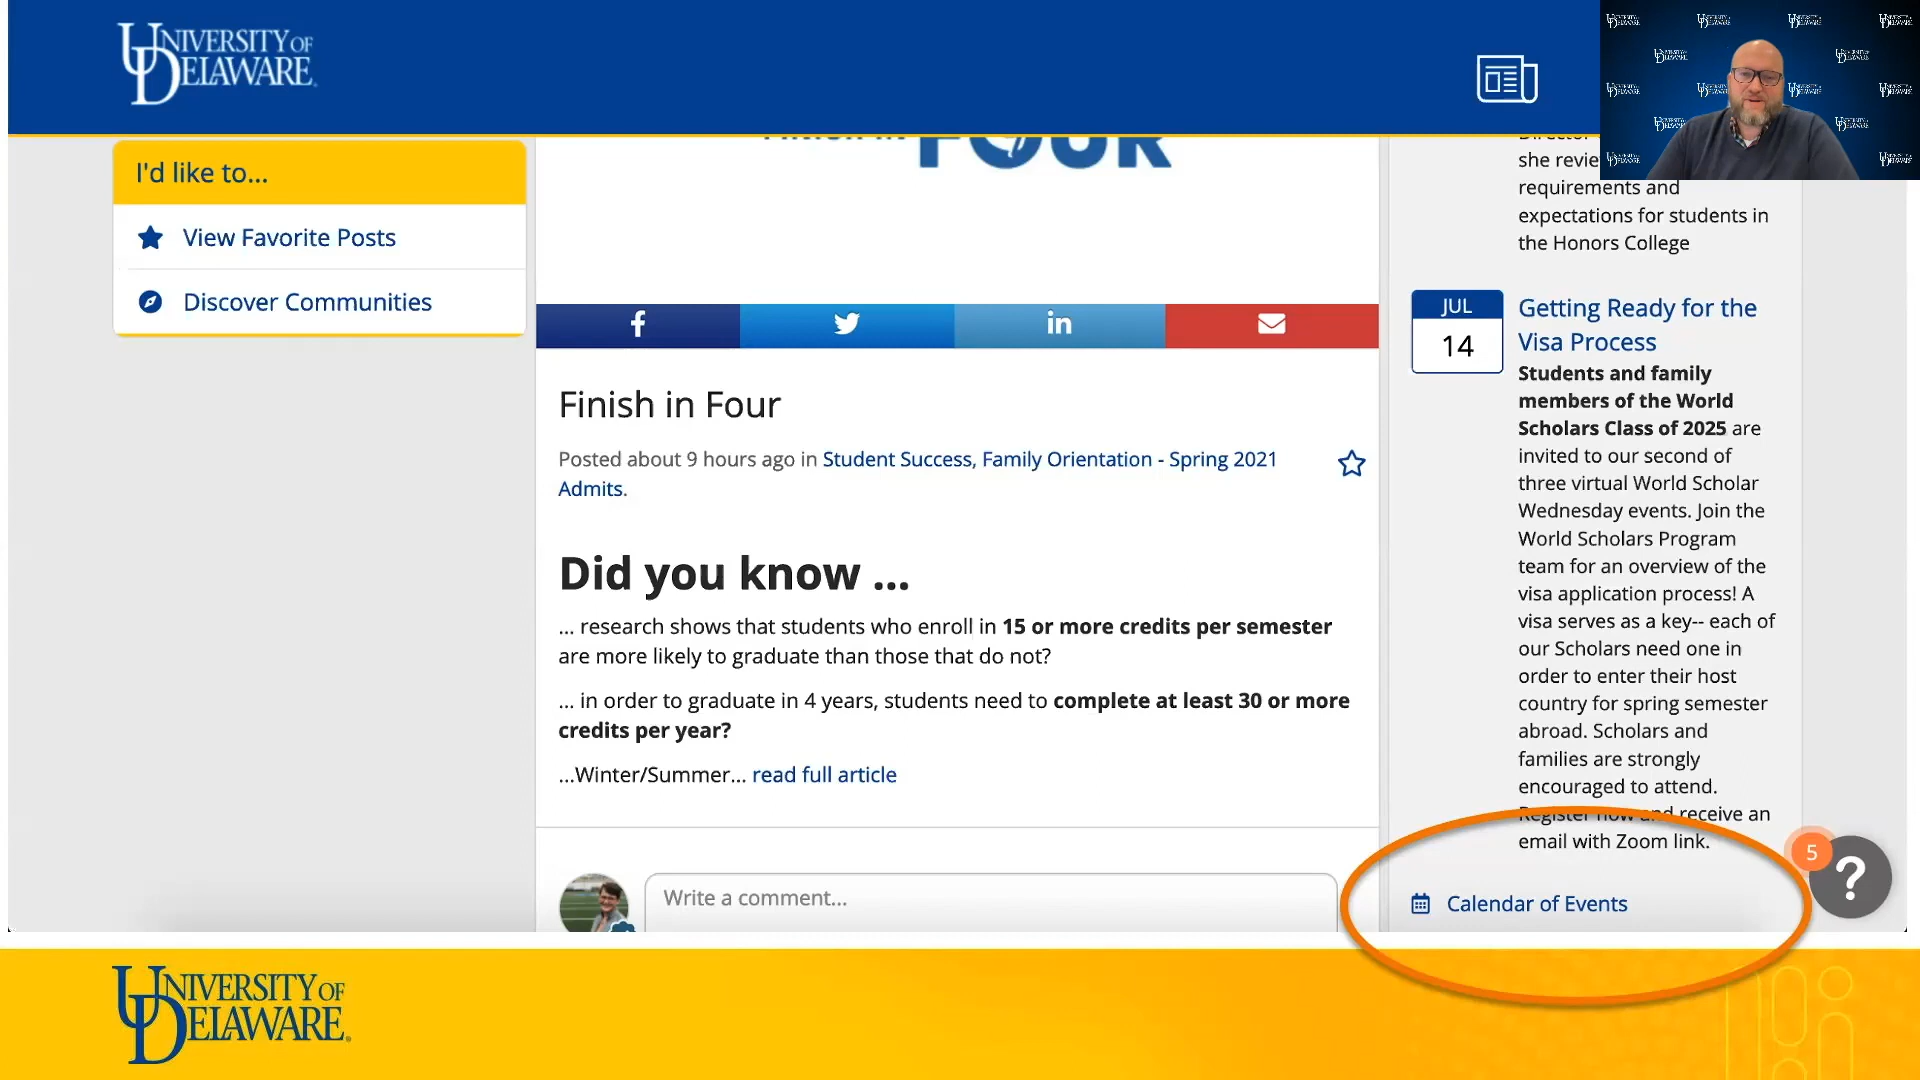 UNIVERSITY OF
DELAWARE
I'd like to...
View Favorite Posts
Discover Communities
FOUR
Finish in Four
Posted about 9 hours ago in Student Success, Family Orientation - Spring 2021
Admits.
Did you know ...
... research shows that students who enroll in 15 or more credits per semester
are more likely to graduate than those that do not?
... in order to graduate in 4 years, students need to complete at least 30 or more
credits per year?
...Winter/Summer... read full article
Write a comment...
she revie
requirements and
expectations for students in
the Honors College
JUL
14
Getting Ready for the
Visa Process
Students and family
members of the World
Scholars Class of 2025 are
invited to our second of
three virtual World Scholar
Wednesday events. Join the
World Scholars Program
team for an overview of the
visa application process! A
visa serves as a key-- each of
our Scholars need one in
order to enter their host
country for spring semester
abroad. Scholars and
families are strongly
encouraged to attend.
Register now and receive an
email with Zoom link.
Calendar of Events
5
?
UNIVERSITY OF
DELAWARE